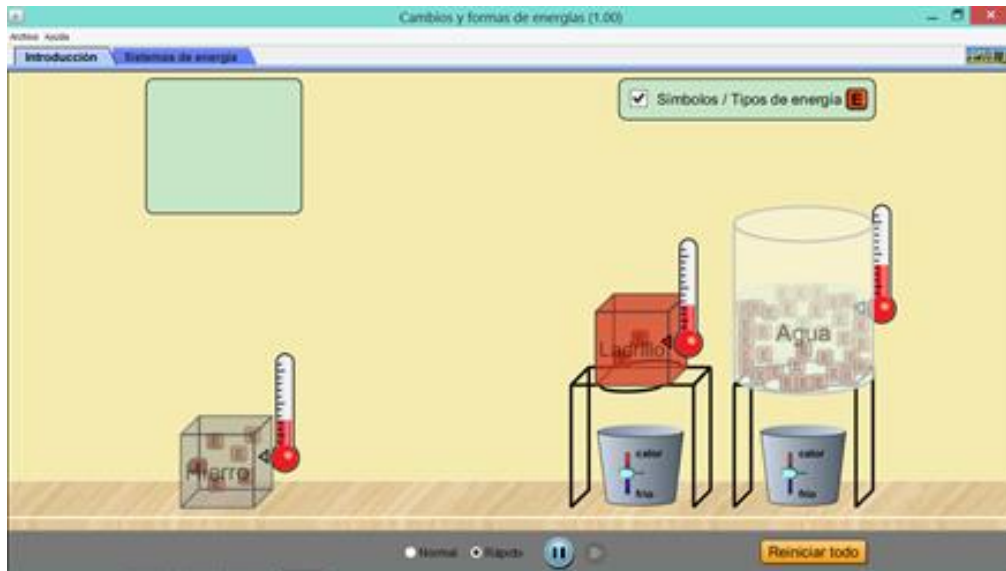 Cambios y formas de energías (1.00)
Archivo Ayuda
Introducción
Sistemas de energía
Símbolos / Tipos de energía E
Ladrillo
Agua
Hierro
calor
frío
calor
frío
Normal
Rápido
Reiniciar todo